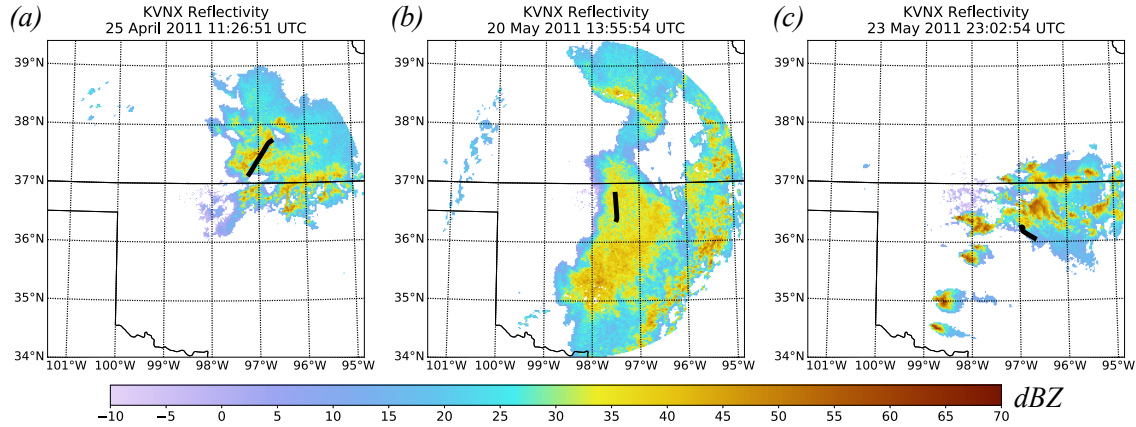 (a) KVNX Reflectivity
25 April 2011 11:26:51 UTC
(b) KVNX Reflectivity
20 May 2011 13:55:54 UTC
(c) KVNX Reflectivity
23 May 2011 23:02:54 UTC
39°N
38°N
37°N
36°N
35°N
34°N
101°W 100°W 99°W 98°W 97°W 96°W 95°W
39°N
38°N
37°N
36°N
35°N
34°N
101°W 100°W 99°W 98°W 97°W 96°W 95°W
39°N
38°N
37°N
36°N
35°N
34°N
101°W 100°W 99°W 98°W 97°W 96°W 95°W
−10 −5 0 5 10 15 20 25 30 35 40 45 50 55 60 65 70 dBZ